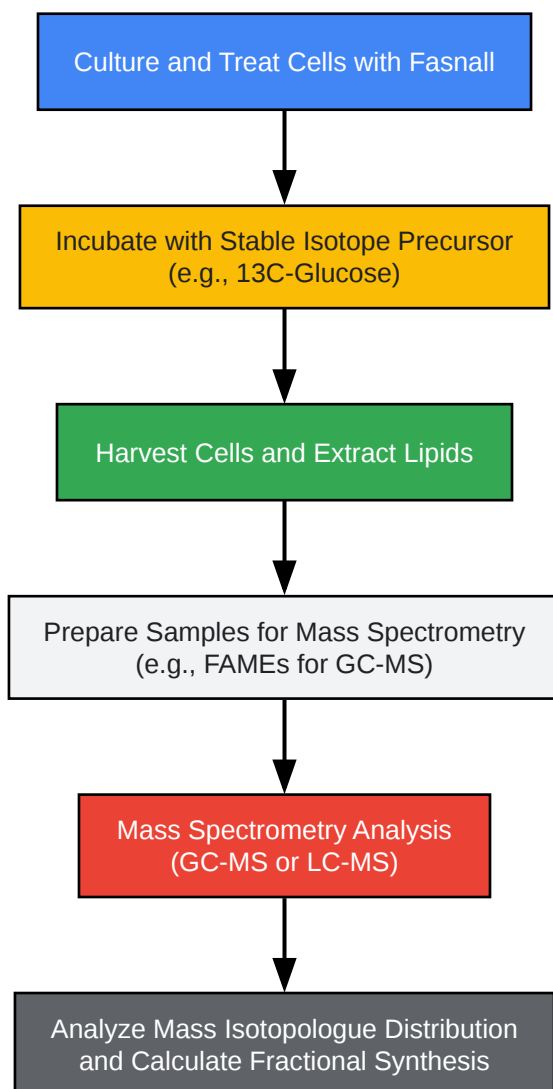 Culture and Treat Cells with Fasnall
Incubate with Stable Isotope Precursor
(e.g., 13C-Glucose)
Harvest Cells and Extract Lipids
Prepare Samples for Mass Spectrometry
(e.g., FAMEs for GC-MS)
Mass Spectrometry Analysis
(GC-MS or LC-MS)
Analyze Mass Isotopologue Distribution
and Calculate Fractional Synthesis